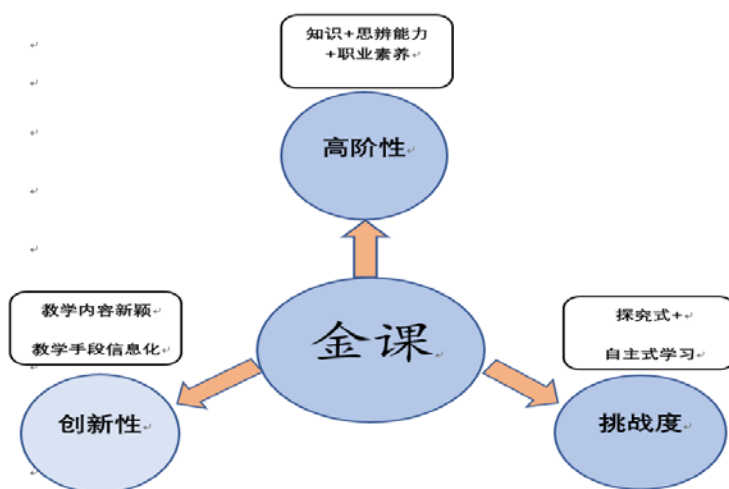 知识+思辨能力
+职业素养
高阶性
金课
教学内容新颖
教学手段信息化
创新性
探究式+
自主式学习
挑战度